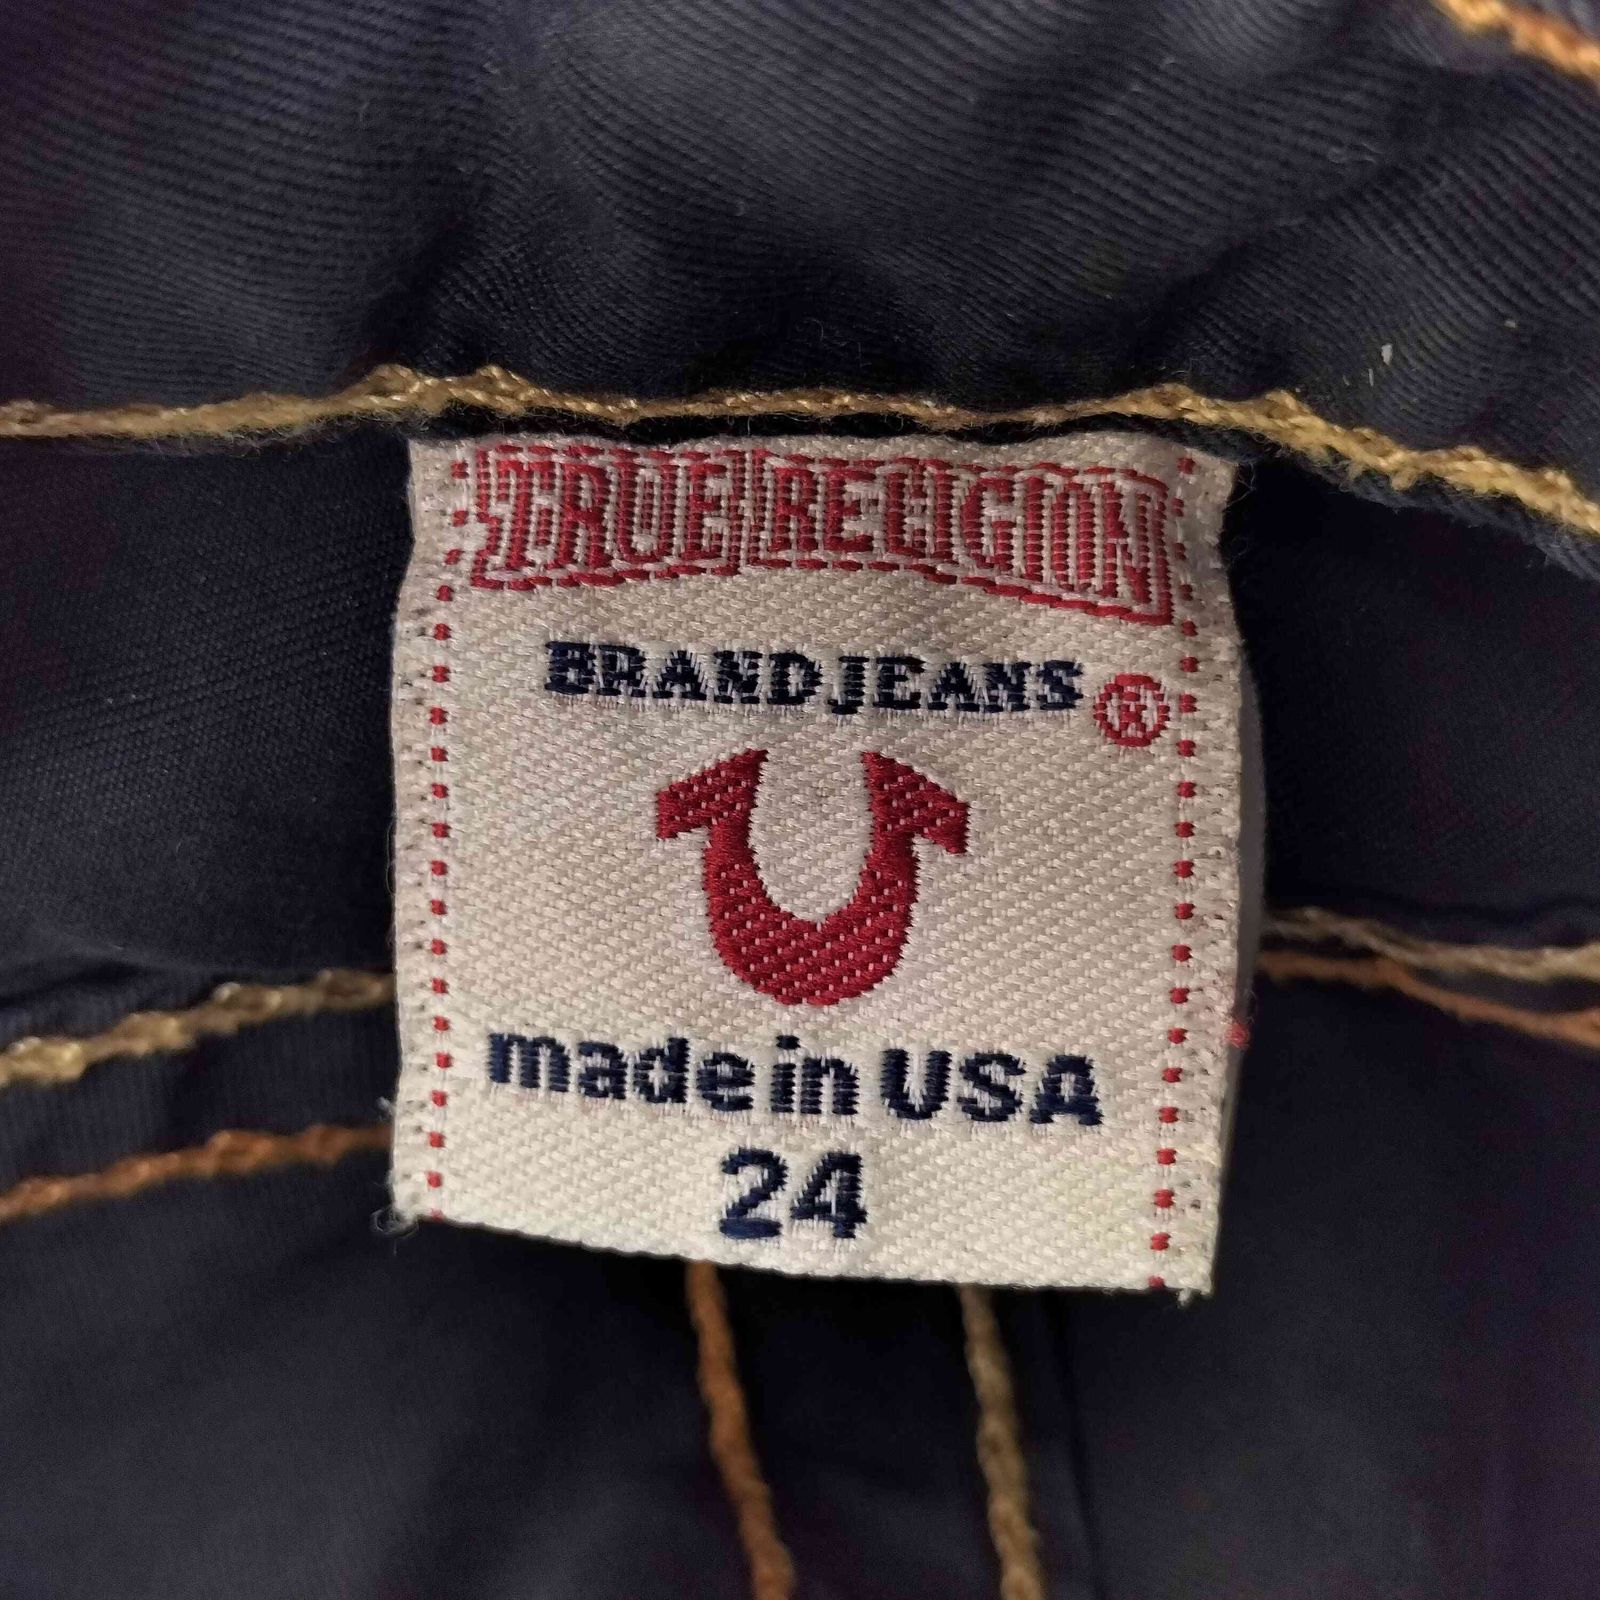 TRUE RELIGION
BRAND JEANS ®
made in USA
24